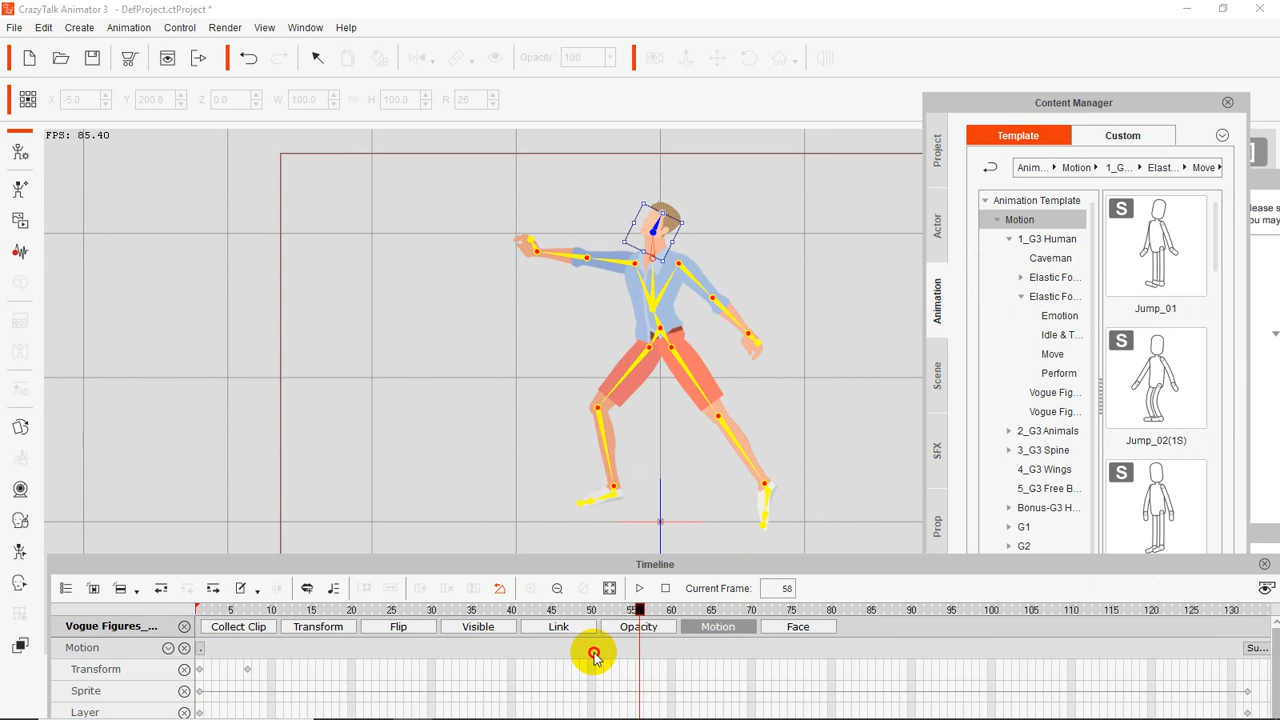 CrazyTalk Animator 3 - DefProject.ctProject *
File Edit Create Animation Control Render View Window Help
Opacity : 100
X -5.0 Y 200.8 Z 0.0 W 100.0 H 100.0 R 26
FPS: 85.40
Content Manager
Template Custom
Anim... Motion 1_G... Elast... Move
Project
Actor
Animation
Scene
SFX
Prop
Animation Template
Motion
1_G3 Human
Caveman
Elastic Fo...
Elastic Fo...
Emotion
Idle & T...
Move
Perform
Vogue Fig...
Vogue Fig...
2_G3 Animals
3_G3 Spine
4_G3 Wings
5_G3 Free B...
Bonus-G3 H...
G1
G2
S
Jump_01
S
Jump_02(1S)
S
lease s
you may
Timeline
Current Frame: 58
5 10 15 20 25 30 35 40 45 50 55 60 65 70 75 80 85 90 95 100 105 110 115 120 125 130
Vogue Figures_... Collect Clip Transform Flip Visible Link Opacity Motion Face
Motion . Su...
Transform
Sprite
Layer